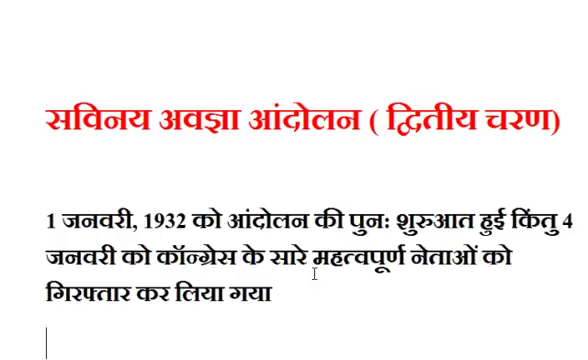 सविनय अवज्ञा आंदोलन ( द्वितीय चरण)
1 जनवरी, 1932 को आंदोलन की पुनः शुरुआत हुई किंतु 4
जनवरी को कॉन्ग्रेस के सारे महत्वपूर्ण नेताओं को
गिरफ्तार कर लिया गया